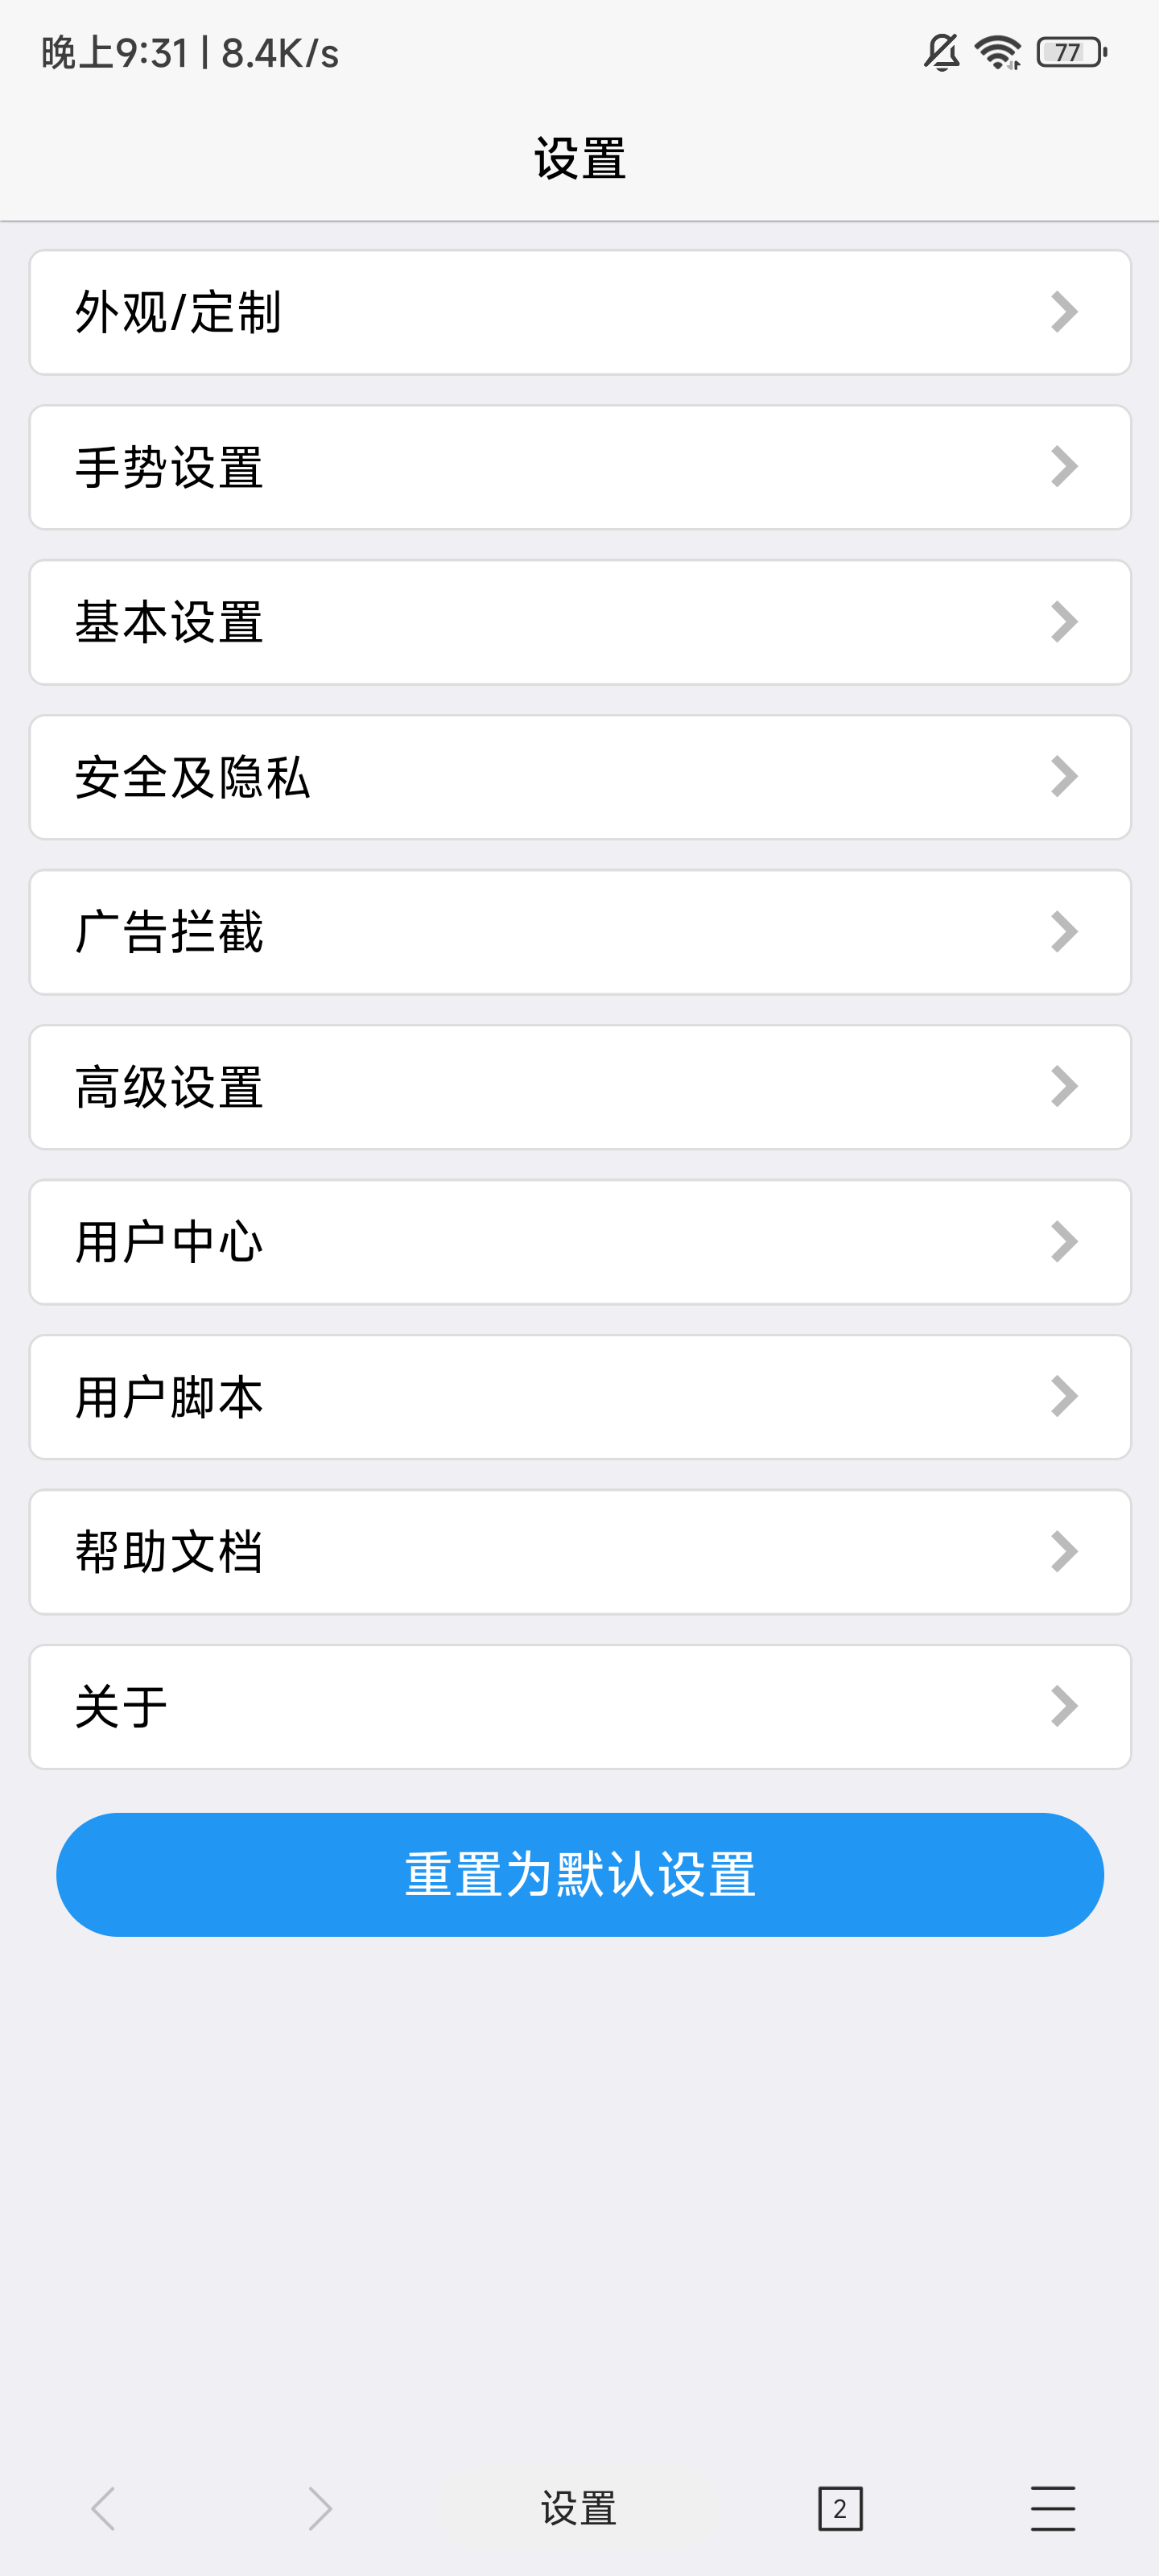 晚上9:31 | 8.4K/s
77
设置
外观/定制
手势设置
基本设置
安全及隐私
广告拦截
高级设置
用户中心
用户脚本
帮助文档
关于
重置为默认设置
设置
2